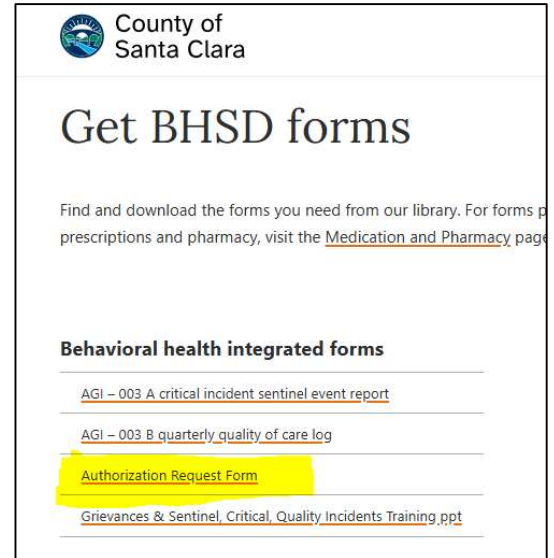 County of
Santa Clara
Get BHSD forms
Find and download the forms you need from our library. For forms
prescriptions and pharmacy, visit the Medication and Pharmacy page
Behavioral health integrated forms
AGI – 003 A critical incident sentinel event report
AGI – 003 B quarterly quality of care log
Authorization Request Form
Grievances & Sentinel, Critical, Quality Incidents Training ppt